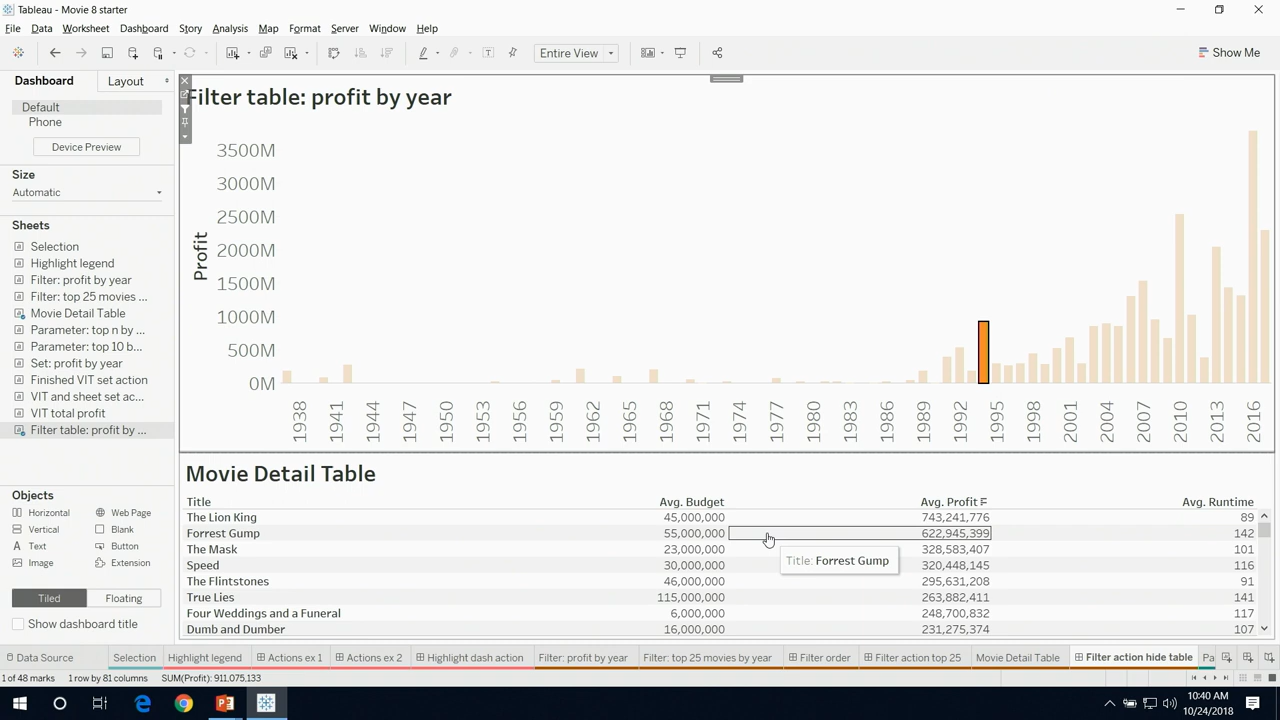 Tableau - Movie 8 starter
File Data Worksheet Dashboard Story Analysis Map Format Server Window Help
Entire View
Show Me
Dashboard Layout
Default
Phone
Device Preview
Size
Automatic
Sheets
Selection
Highlight legend
Filter: profit by year
Filter: top 25 movies ...
Movie Detail Table
Parameter: top n by ...
Parameter: top 10 b...
Set: profit by year
Finished VIT set action
VIT and sheet set ac...
VIT total profit
Filter table: profit by ...
Objects
Horizontal Web Page
Vertical Blank
Text Button
Image Extension
Tiled Floating
Show dashboard title
Filter table: profit by year
Profit
3500M
3000M
2500M
2000M
1500M
1000M
500M
0M
1938 1941 1944 1947 1950 1953 1956 1959 1962 1965 1968 1971 1974 1977 1980 1983 1986 1989 1992 1995 1998 2001 2004 2007 2010 2013 2016
Movie Detail Table
Title Avg. Budget Avg. Profit Avg. Runtime
The Lion King 45,000,000 743,241,776 89
Forrest Gump 55,000,000 622,945,399 142
The Mask 23,000,000 328,583,407 101
Speed 30,000,000 320,448,145 116
The Flintstones 46,000,000 295,631,208 91
True Lies 115,000,000 263,882,411 141
Four Weddings and a Funeral 6,000,000 248,700,832 117
Dumb and Dumber 16,000,000 231,275,374 107
Title: Forrest Gump
Data Source Selection Highlight legend Actions ex 1 Actions ex 2 Highlight dash action Filter: profit by year Filter: top 25 movies by year Filter order Filter action top 25 Movie Detail Table Filter action hide table Pa
1 of 48 marks 1 row by 81 columns SUM(Profit): 911,075,133
10:40 AM
10/24/2018